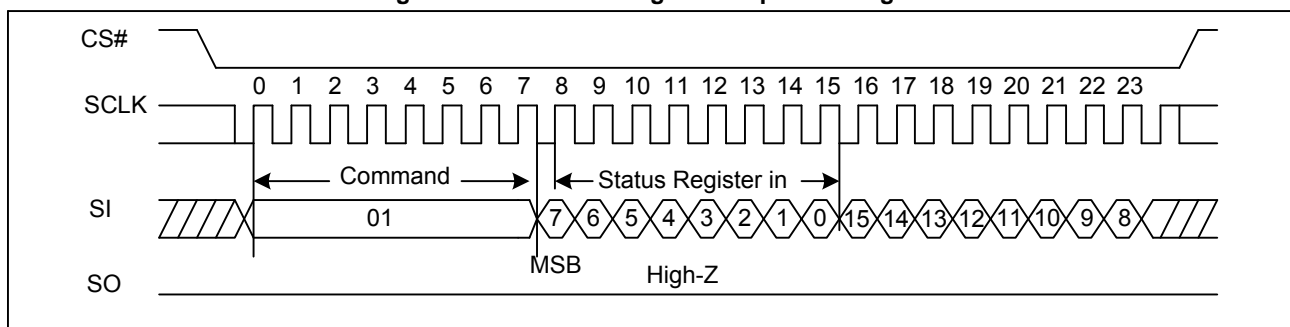 CS#
0 1 2 3 4 5 6 7 8 9 10 11 12 13 14 15 16 17 18 19 20 21 22 23
SCLK
Command Status Register in
SI 01 7 6 5 4 3 2 1 0 15 14 13 12 11 10 9 8
MSB
High-Z
SO